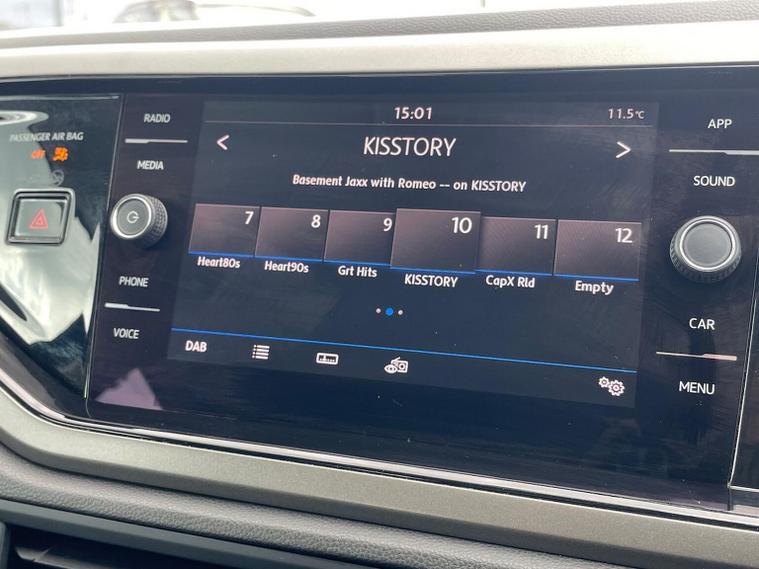 PASSENGER AIR BAG
OFF
RADIO
MEDIA
PHONE
VOICE
15:01
11.5°C
< KISSTORY >
Basement Jaxx with Romeo -- on KISSTORY
7 8 9 10 11 12
Heart80s Heart90s Grt Hits KISSTORY CapX Rld Empty
DAB
APP
SOUND
CAR
MENU